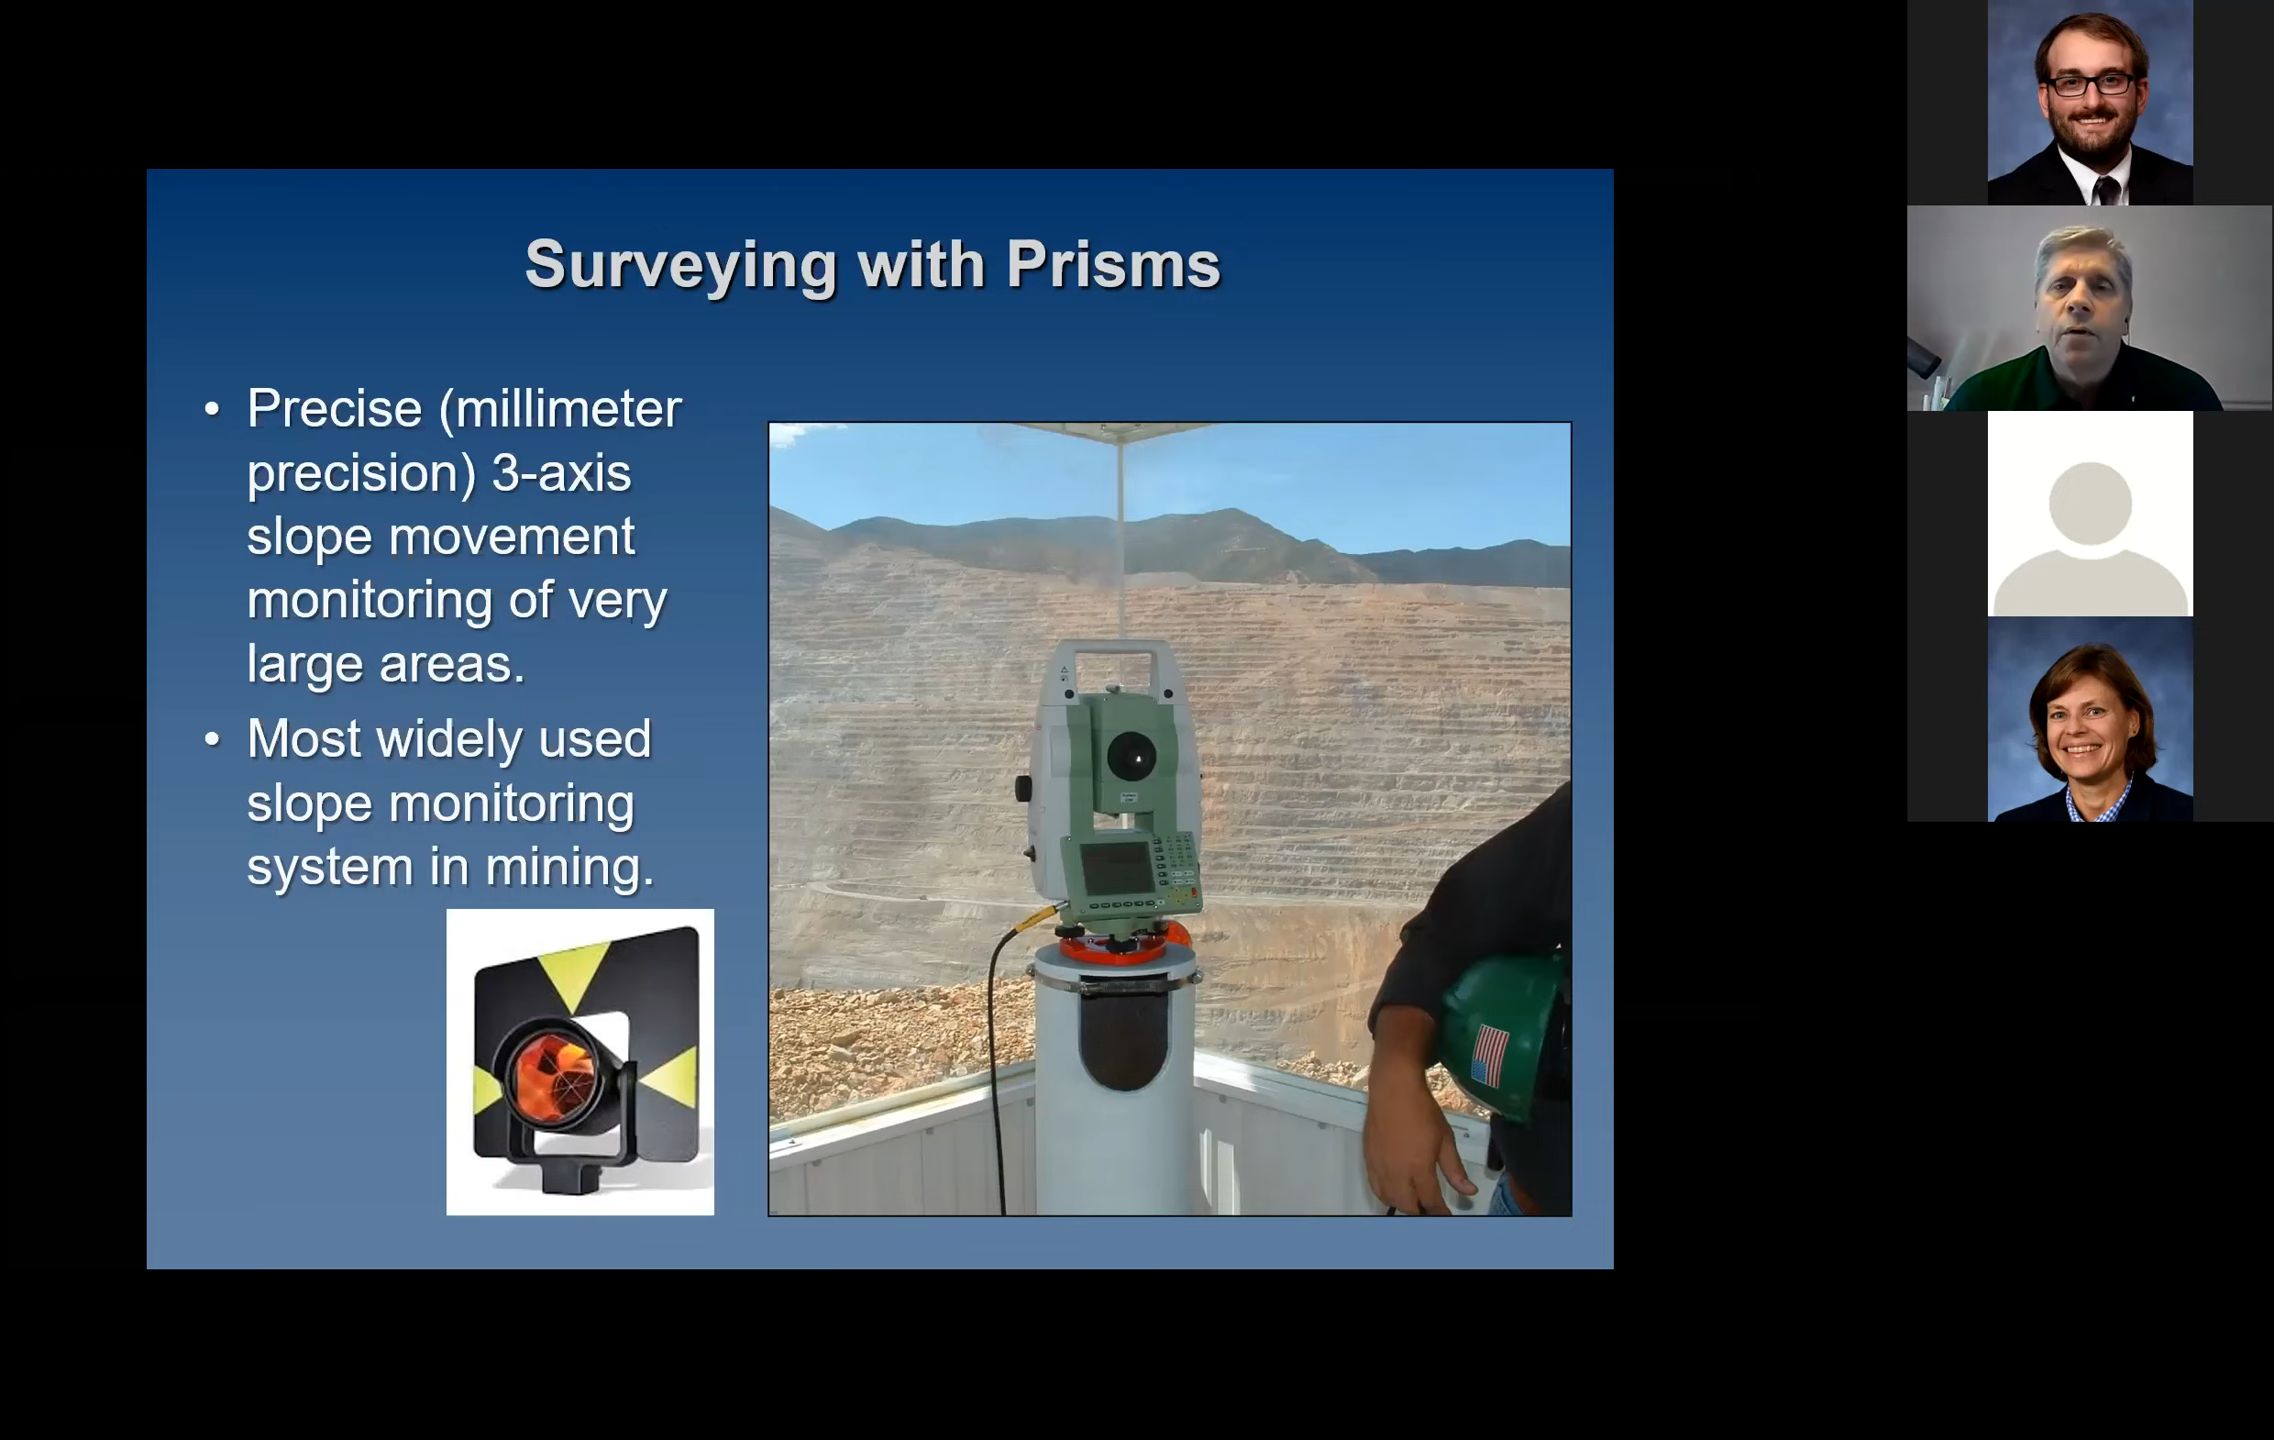 Surveying with Prisms
• Precise (millimeter
precision) 3-axis
slope movement
monitoring of very
large areas.
• Most widely used
slope monitoring
system in mining.